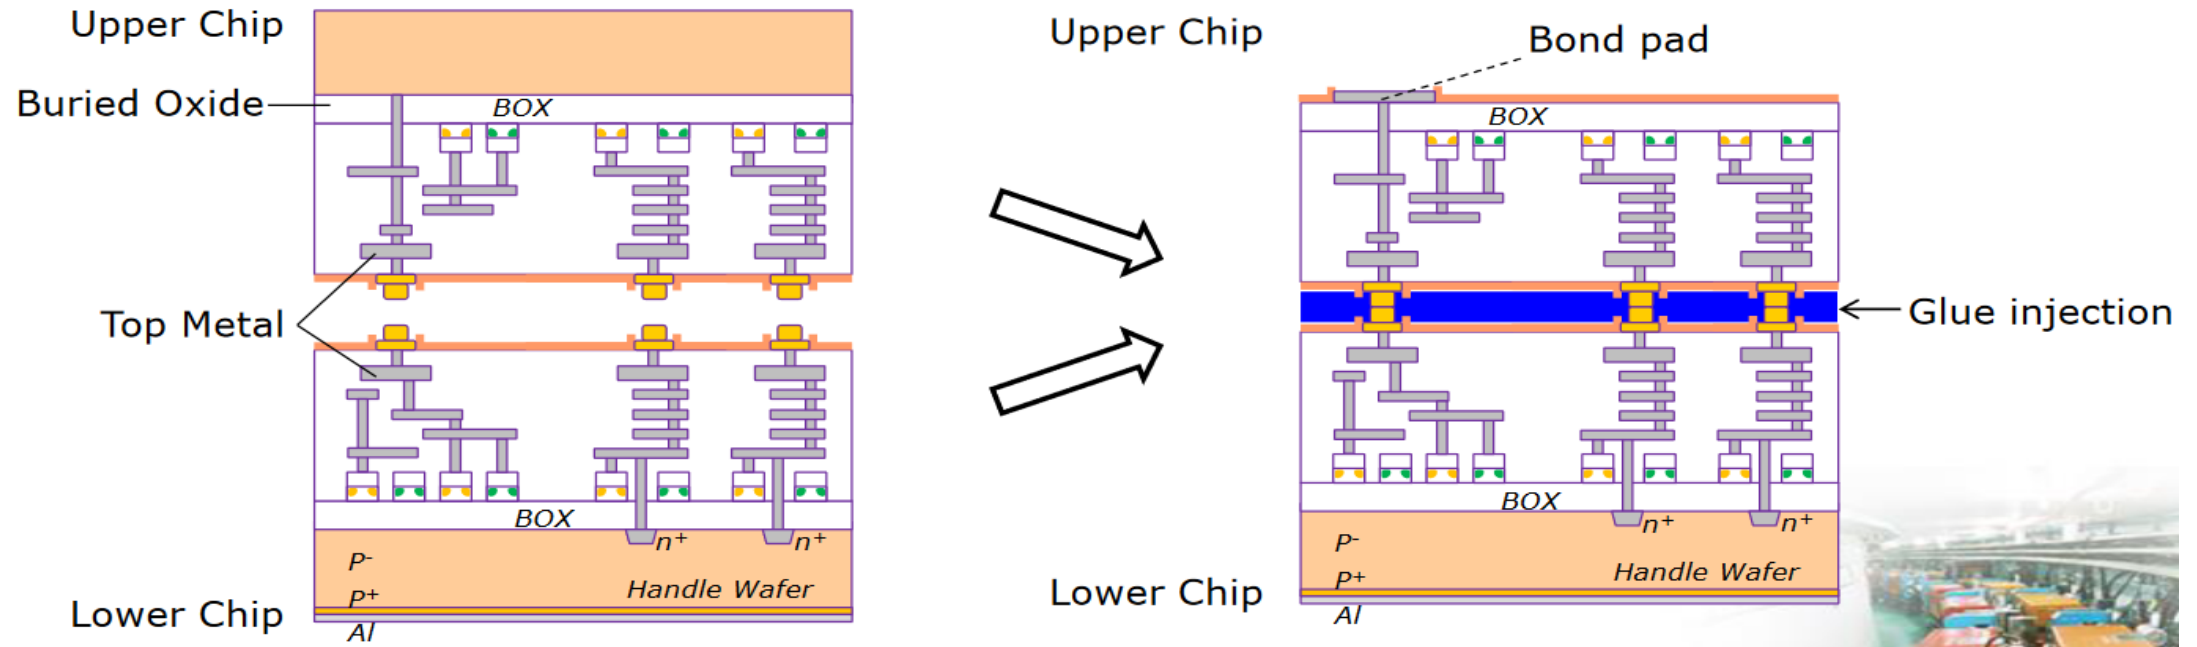 Upper Chip
Buried Oxide
BOX
Top Metal
BOX
n⁺
n⁺
P⁻
Handle Wafer
P⁺
Lower Chip
Al
Upper Chip
Bond pad
BOX
Glue injection
BOX
n⁺
n⁺
P⁻
P⁺
Handle Wafer
Lower Chip
Al